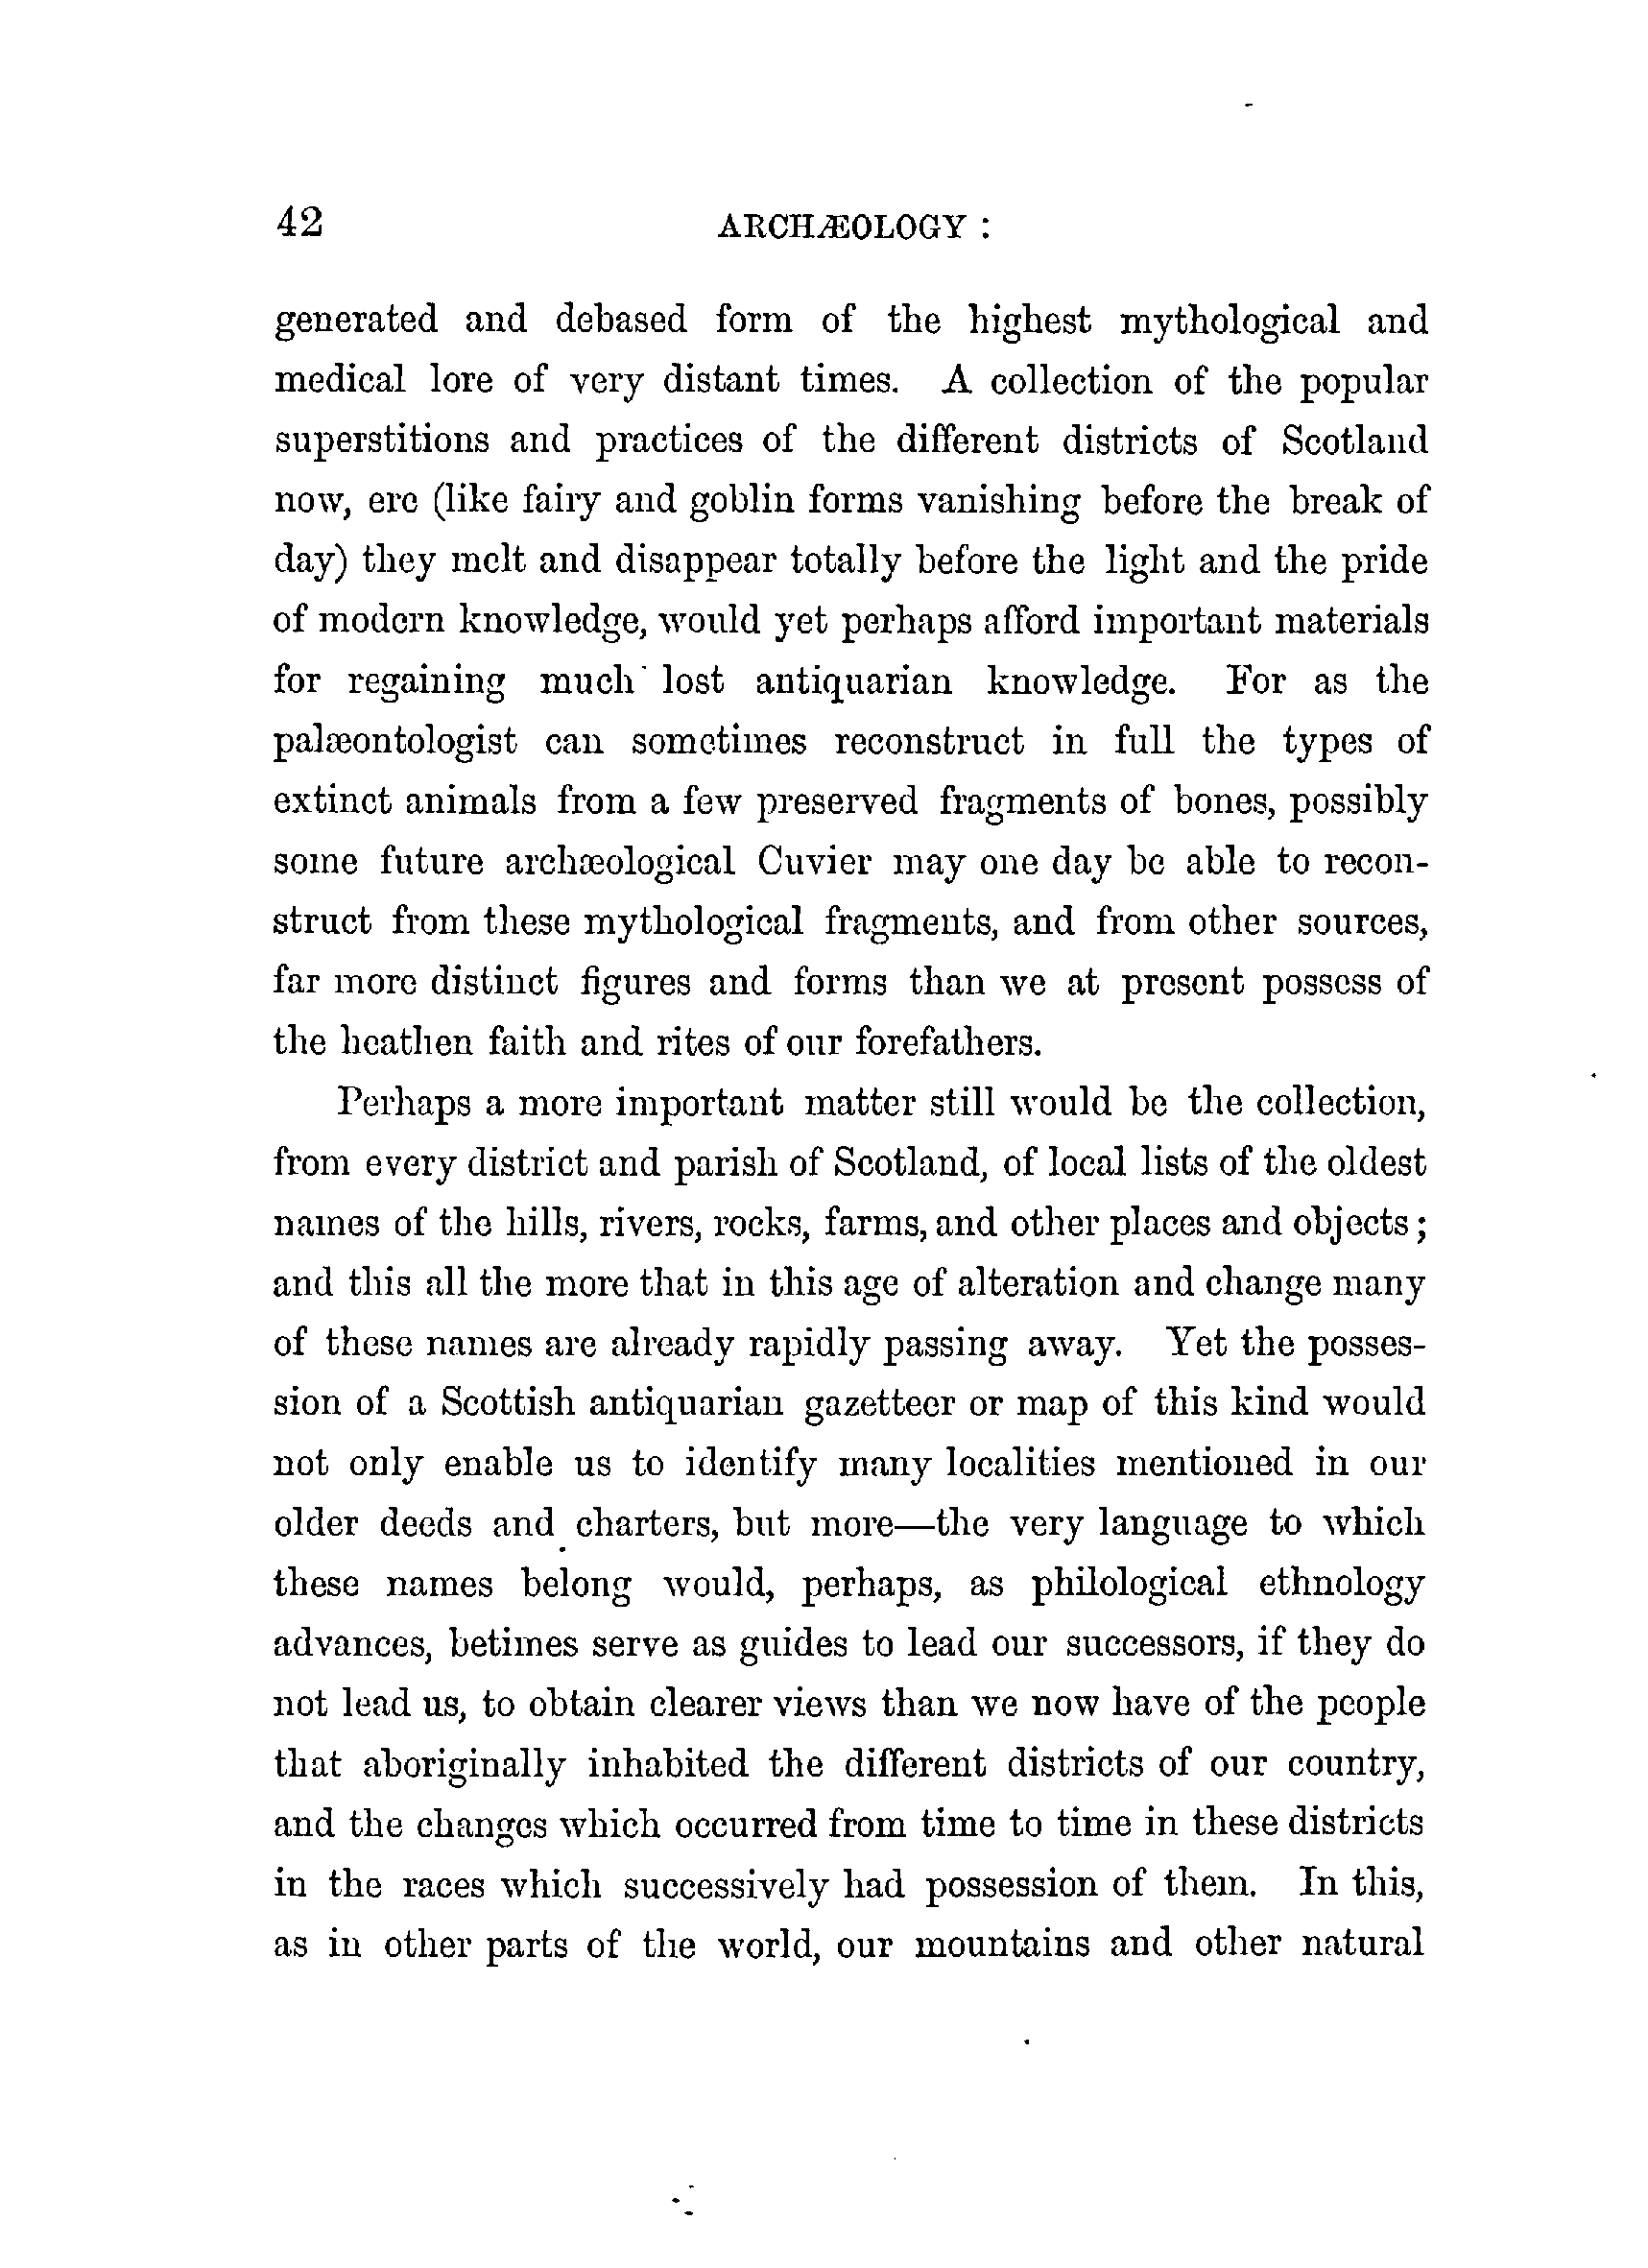 42 ARCHÆOLOGY :
generated and debased form of the highest mythological and
medical lore of very distant times. A collection of the popular
superstitions and practices of the different districts of Scotland
now, ere (like fairy and goblin forms vanishing before the break of
day) they melt and disappear totally before the light and the pride
of modern knowledge, would yet perhaps afford important materials
for regaining much lost antiquarian knowledge. For as the
palæontologist can sometimes reconstruct in full the types of
extinct animals from a few preserved fragments of bones, possibly
some future archæological Cuvier may one day be able to recon-
struct from these mythological fragments, and from other sources,
far more distinct figures and forms than we at present possess of
the heathen faith and rites of our forefathers.
Perhaps a more important matter still would be the collection,
from every district and parish of Scotland, of local lists of the oldest
names of the hills, rivers, rocks, farms, and other places and objects;
and this all the more that in this age of alteration and change many
of these names are already rapidly passing away. Yet the posses-
sion of a Scottish antiquarian gazetteer or map of this kind would
not only enable us to identify many localities mentioned in our
older deeds and charters, but more—the very language to which
these names belong would, perhaps, as philological ethnology
advances, betimes serve as guides to lead our successors, if they do
not lead us, to obtain clearer views than we now have of the people
that aboriginally inhabited the different districts of our country,
and the changes which occurred from time to time in these districts
in the races which successively had possession of them. In this,
as in other parts of the world, our mountains and other natural